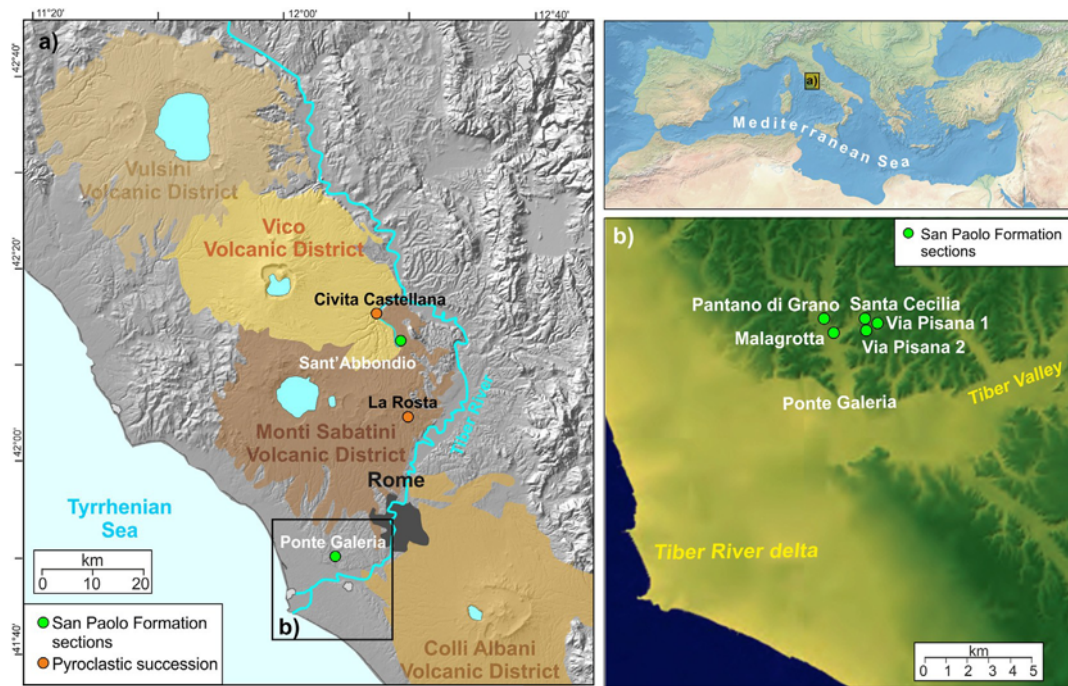 11°20
12°00
12°40
a)
42°40'
42°20'
42°00'
41°40'
Vulsini
Volcanic District
Vico
Volcanic District
Civita Castellana
Sant'Abbondio
La Rosta
Monti Sabatini
Volcanic District
Tiber River
Rome
Tyrrhenian
Sea
Ponte Galeria
km
0 10 20
b)
Colli Albani
Volcanic District
San Paolo Formation
sections
Pyroclastic succession
a)
Mediterranean Sea
b)
San Paolo Formation
sections
Pantano di Grano
Santa Cecilia
Via Pisana 1
Malagrotta
Via Pisana 2
Ponte Galeria
Tiber Valley
Tiber River delta
km
0 1 2 3 4 5